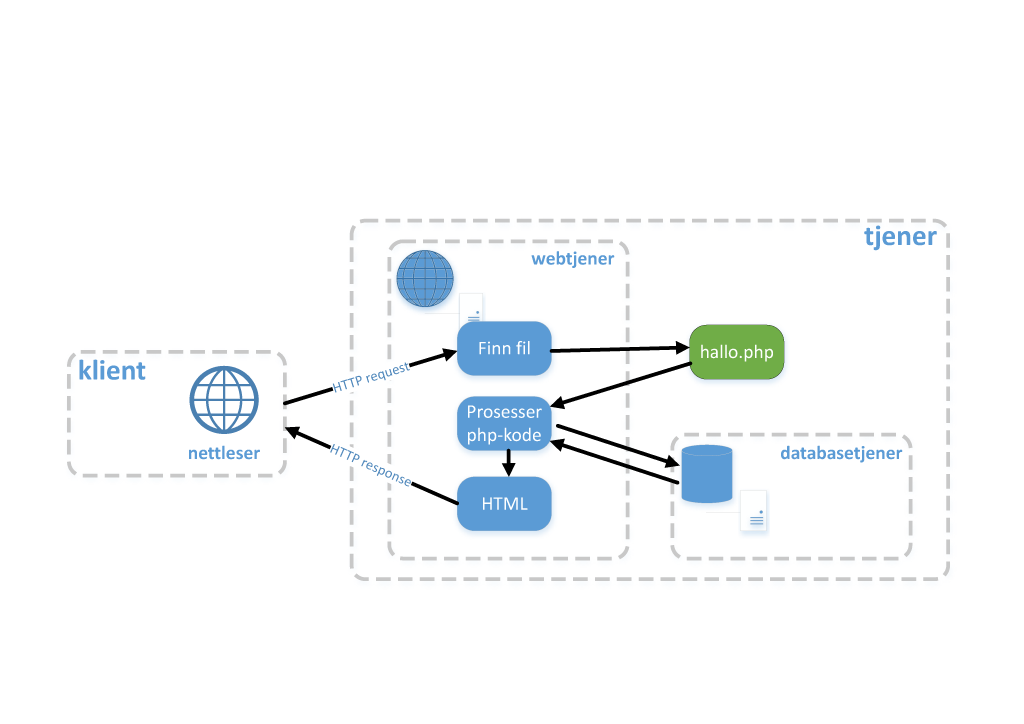 tjener
webtjener
Finn fil
hallo.php
klient
HTTP request
nettleser
Prosesser
php-kode
HTTP response
databasetjener
HTML